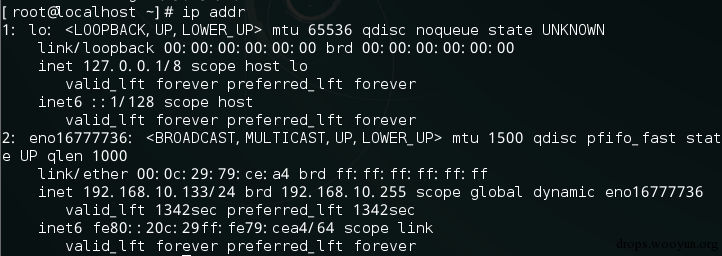 [root@localhost ~]# ip addr
1: lo: <LOOPBACK,UP,LOWER_UP> mtu 65536 qdisc noqueue state UNKNOWN
link/loopback 00:00:00:00:00:00 brd 00:00:00:00:00:00
inet 127.0.0.1/8 scope host lo
valid_lft forever preferred_lft forever
inet6 ::1/128 scope host
valid_lft forever preferred_lft forever
2: eno16777736: <BROADCAST,MULTICAST,UP,LOWER_UP> mtu 1500 qdisc pfifo_fast stat
e UP qlen 1000
link/ether 00:0c:29:79:ce:a4 brd ff:ff:ff:ff:ff:ff
inet 192.168.10.133/24 brd 192.168.10.255 scope global dynamic eno16777736
valid_lft 1342sec preferred_lft 1342sec
inet6 fe80::20c:29ff:fe79:cea4/64 scope link
valid_lft forever preferred_lft forever
drops.wooyun.org